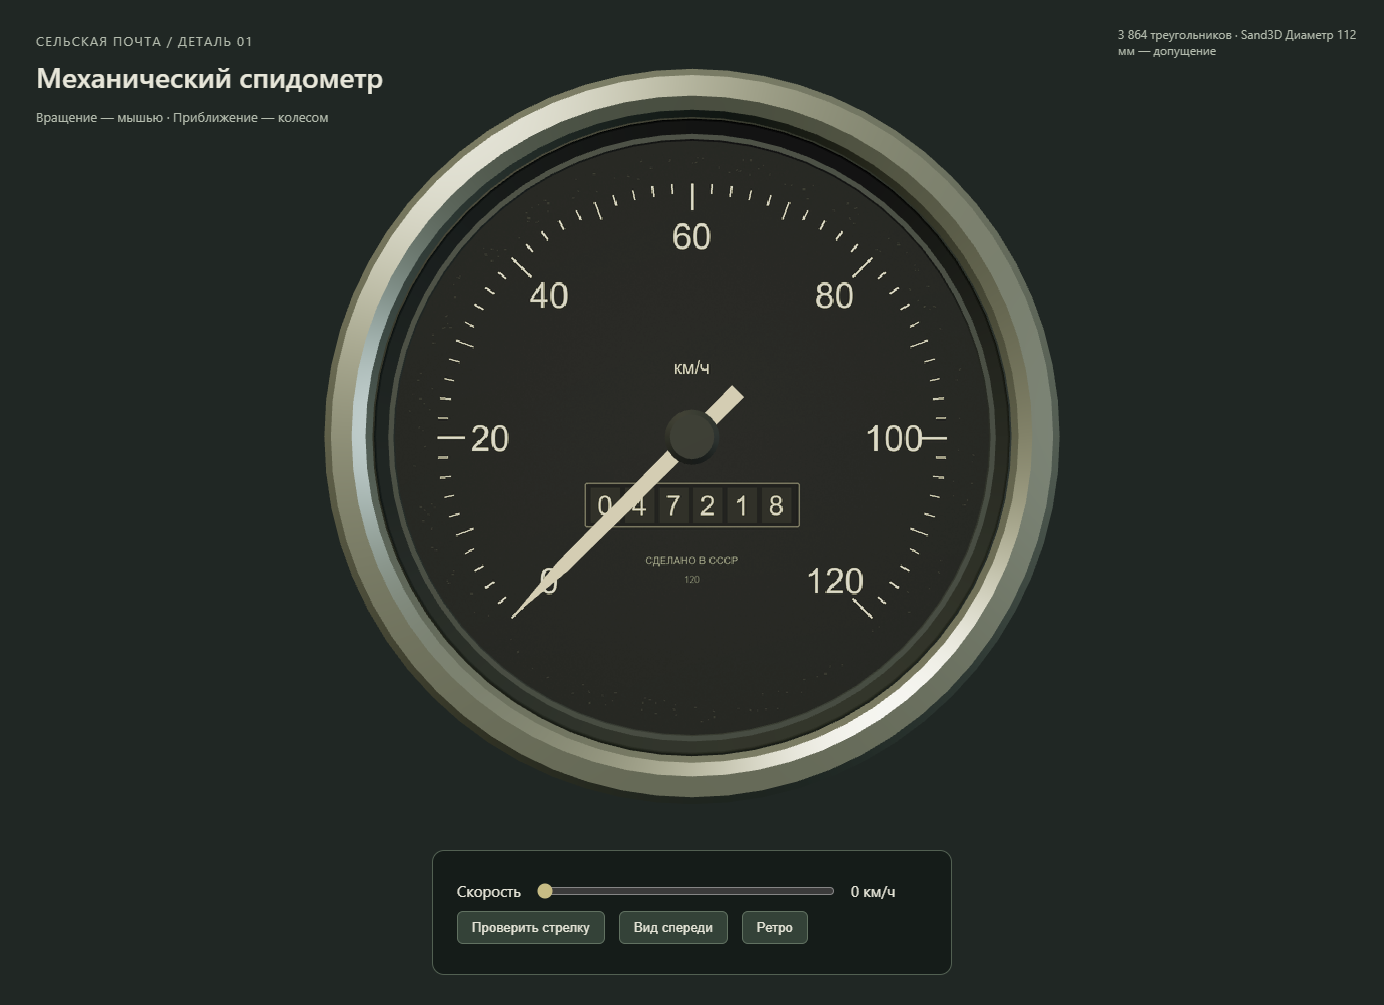 СЕЛЬСКАЯ ПОЧТА / ДЕТАЛЬ 01
Механический спидометр
Вращение — мышью · Приближение — колесом
3 864 треугольников · Sand3D Диаметр 112
мм — допущение
60
40
80
км/ч
20
100
0 4 7 2 1 8
СДЕЛАНО В СССР
120
0
120
Скорость
0 км/ч
Проверить стрелку
Вид спереди
Ретро